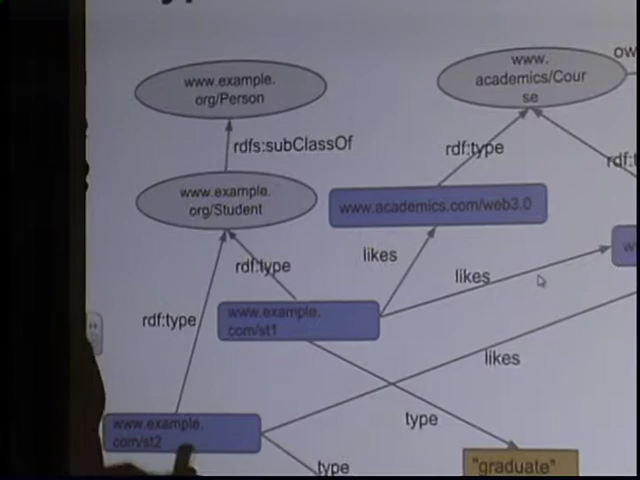 www.example.
org/Person
www.
academics/Cour
se
ow
rdfs:subClassOf
rdf:type
rdf:t
www.example.
org/Student
www.academics.com/web3.0
likes
w
rdf:type
likes
www.example.
com/st1
rdf:type
likes
www.example.
com/st2
type
"graduate"
type